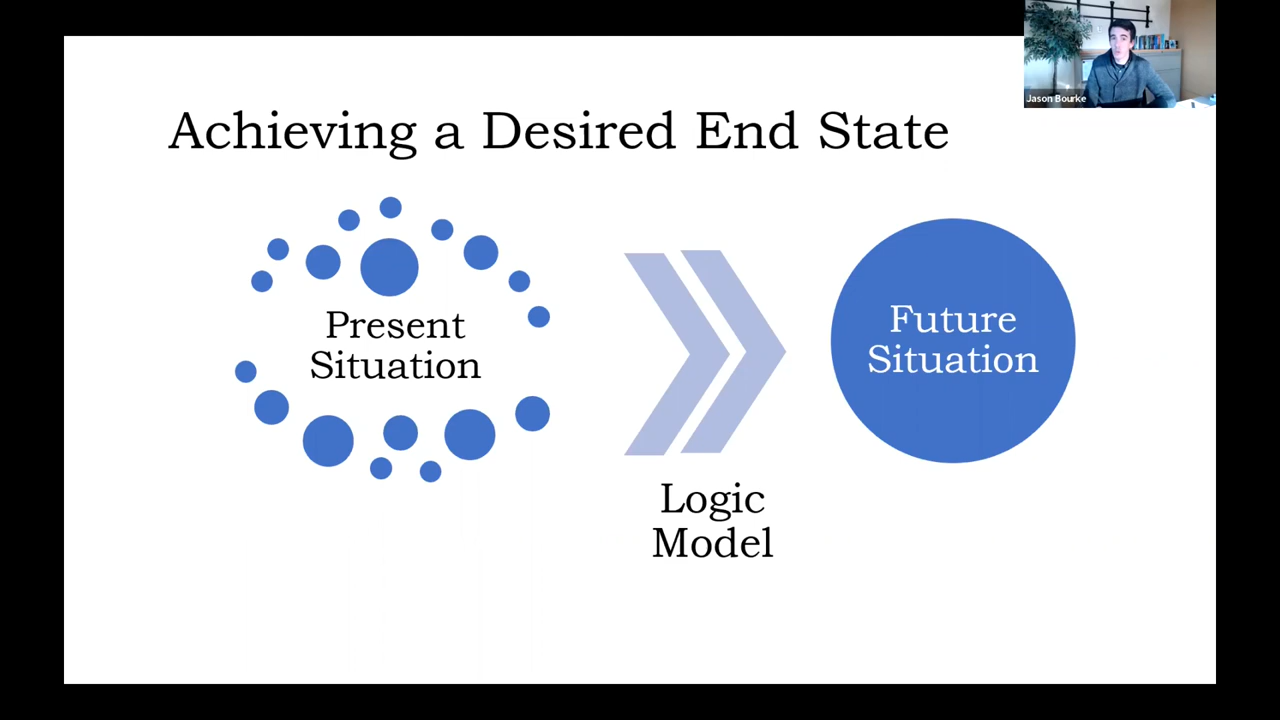 Jason Bourke
Achieving a Desired End State
Present
Situation
Future
Situation
Logic
Model